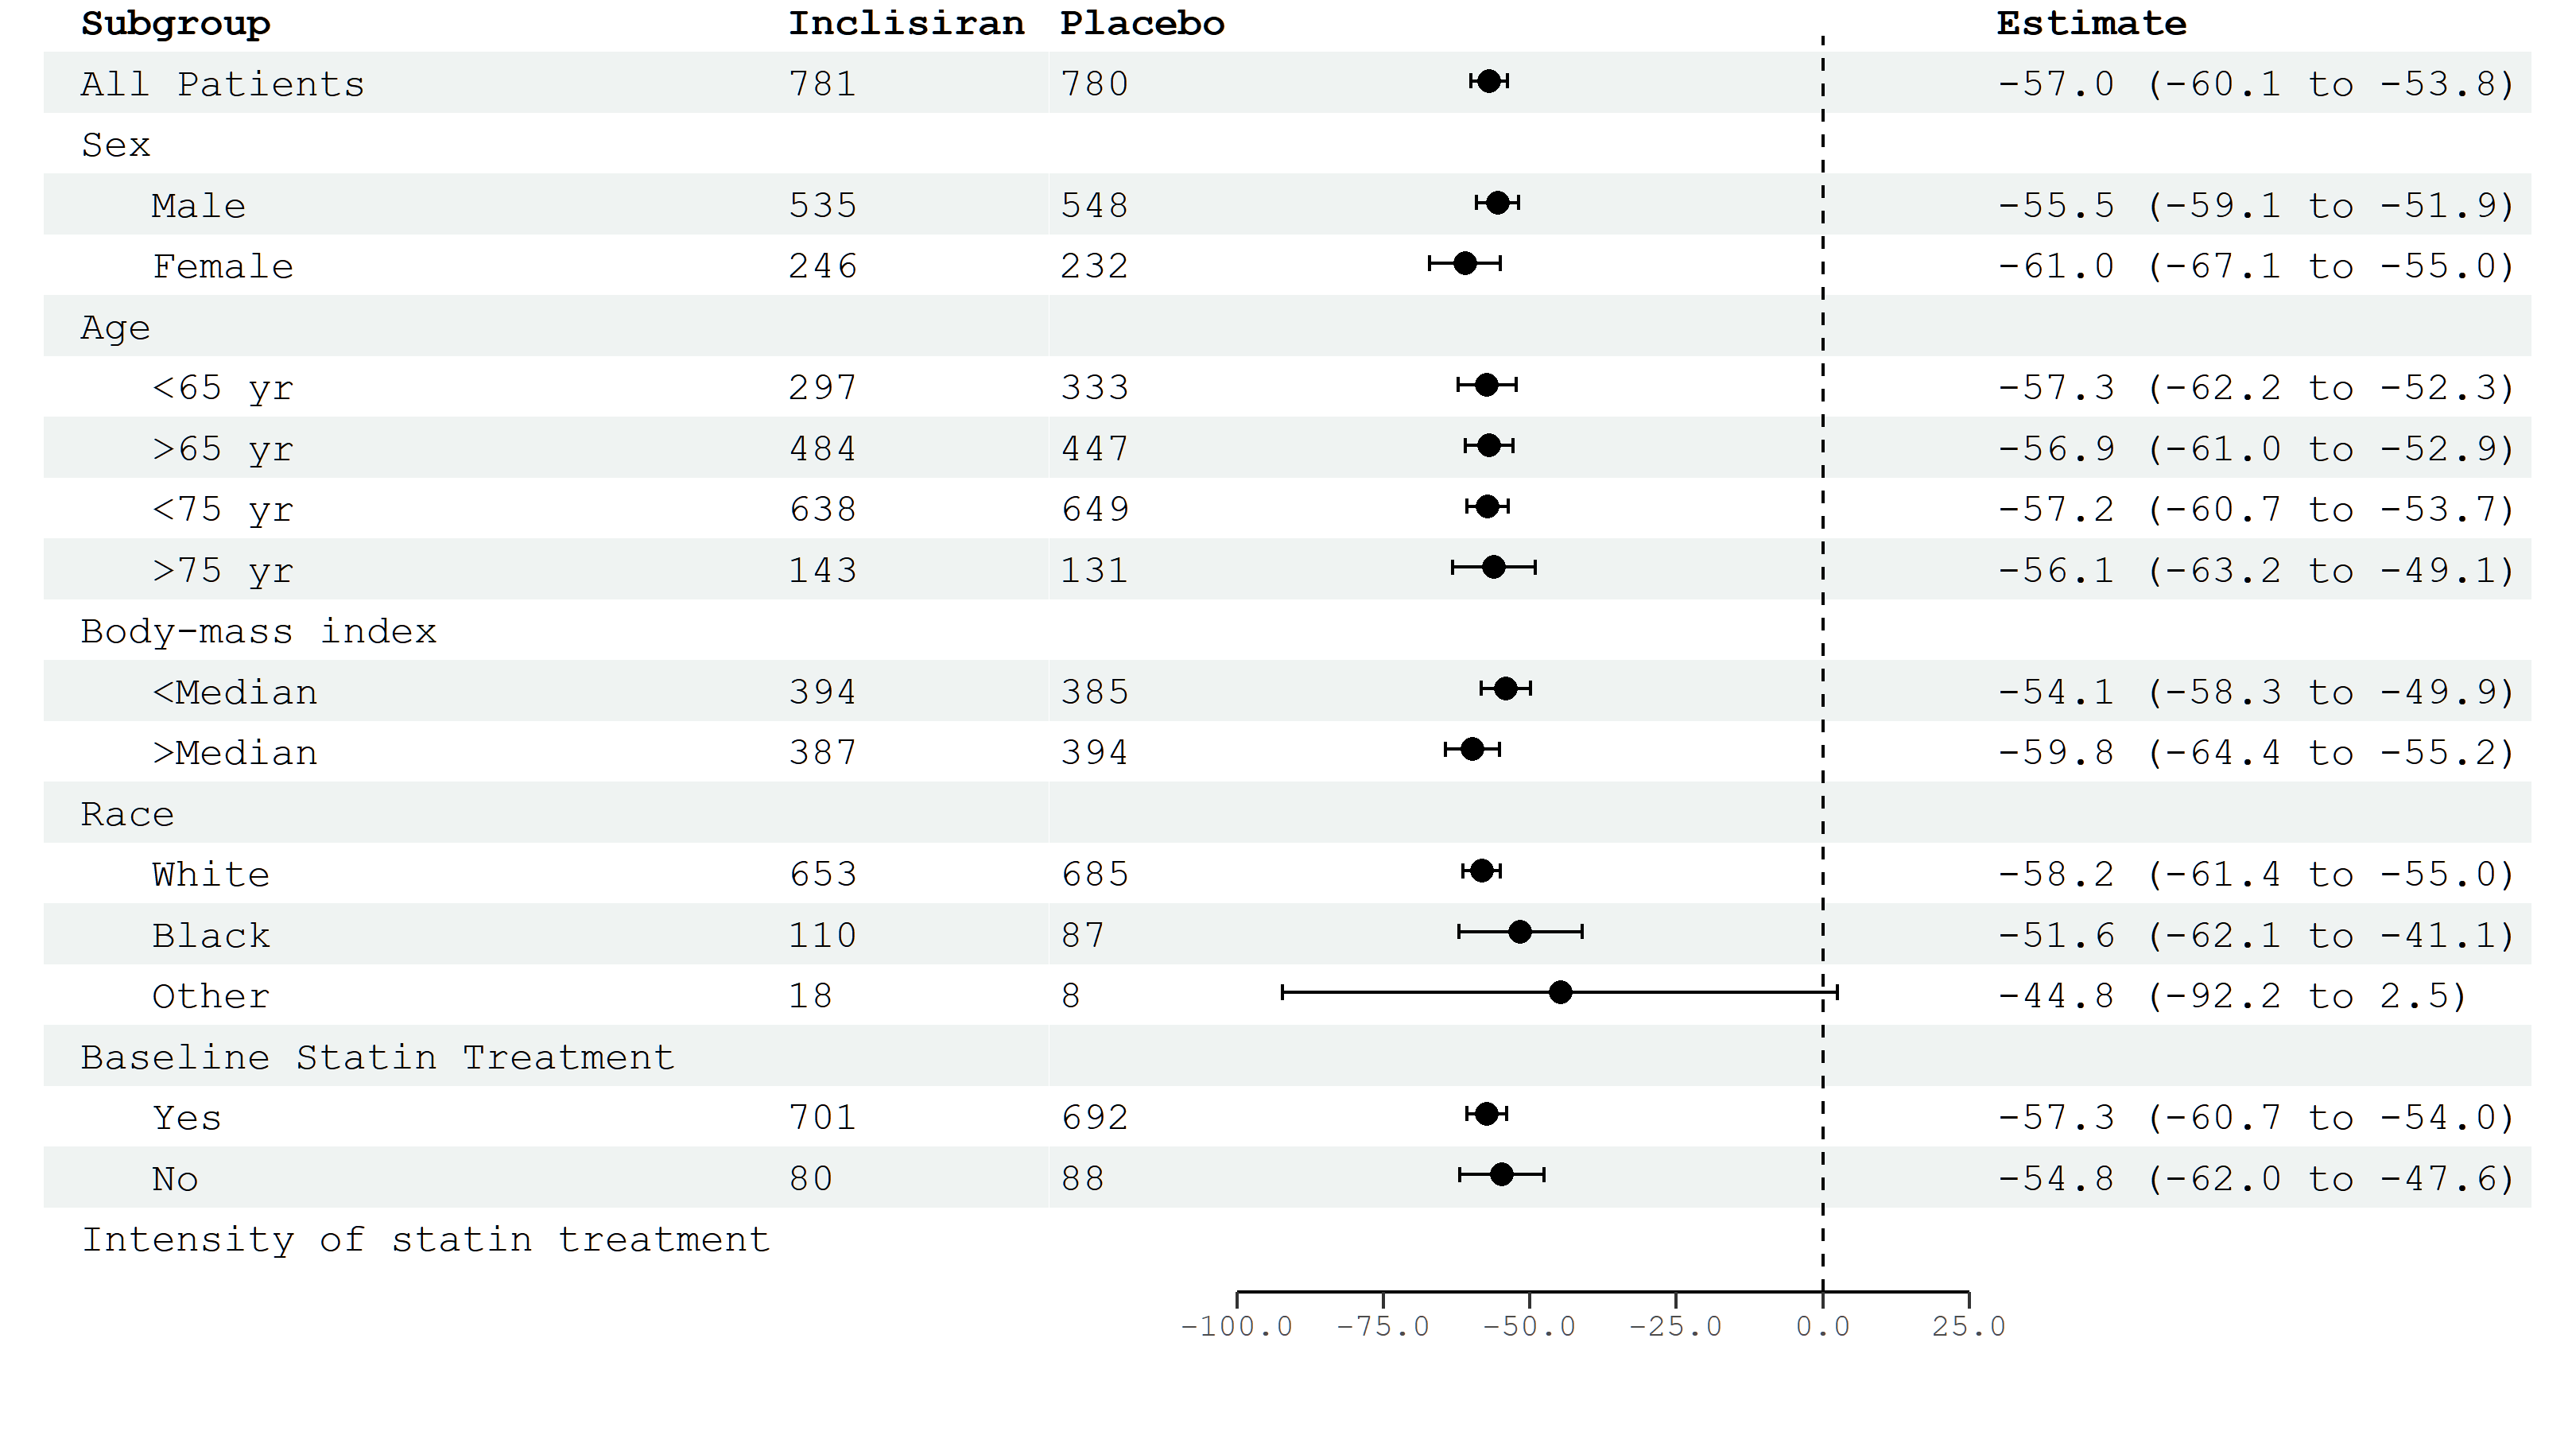 Subgroup Inclisiran Placebo Estimate
All Patients 781 780 -57.0 (-60.1 to -53.8)
Sex
Male 535 548 -55.5 (-59.1 to -51.9)
Female 246 232 -61.0 (-67.1 to -55.0)
Age
<65 yr 297 333 -57.3 (-62.2 to -52.3)
>65 yr 484 447 -56.9 (-61.0 to -52.9)
<75 yr 638 649 -57.2 (-60.7 to -53.7)
>75 yr 143 131 -56.1 (-63.2 to -49.1)
Body-mass index
<Median 394 385 -54.1 (-58.3 to -49.9)
>Median 387 394 -59.8 (-64.4 to -55.2)
Race
White 653 685 -58.2 (-61.4 to -55.0)
Black 110 87 -51.6 (-62.1 to -41.1)
Other 18 8 -44.8 (-92.2 to 2.5)
Baseline Statin Treatment
Yes 701 692 -57.3 (-60.7 to -54.0)
No 80 88 -54.8 (-62.0 to -47.6)
Intensity of statin treatment
-100.0 -75.0 -50.0 -25.0 0.0 25.0